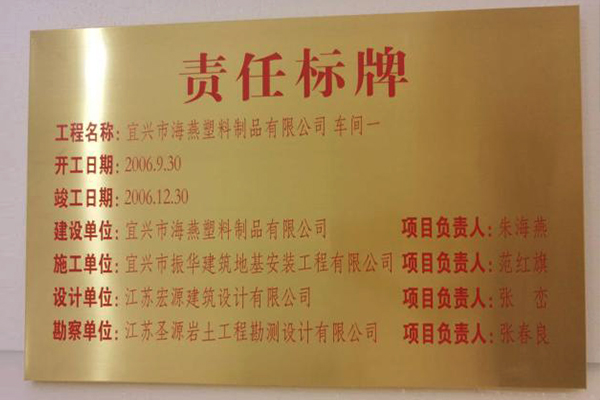 责任标牌
工程名称：宜兴市海燕塑料制品有限公司 车间一
开工日期：2006.9.30
竣工日期：2006.12.30
建设单位：宜兴市海燕塑料制品有限公司 项目负责人：朱海燕
施工单位：宜兴市振华建筑地基安装工程有限公司 项目负责人：范红旗
设计单位：江苏宏源建筑设计有限公司 项目负责人：张 峦
勘察单位：江苏圣源岩土工程勘测设计有限公司 项目负责人：张春良